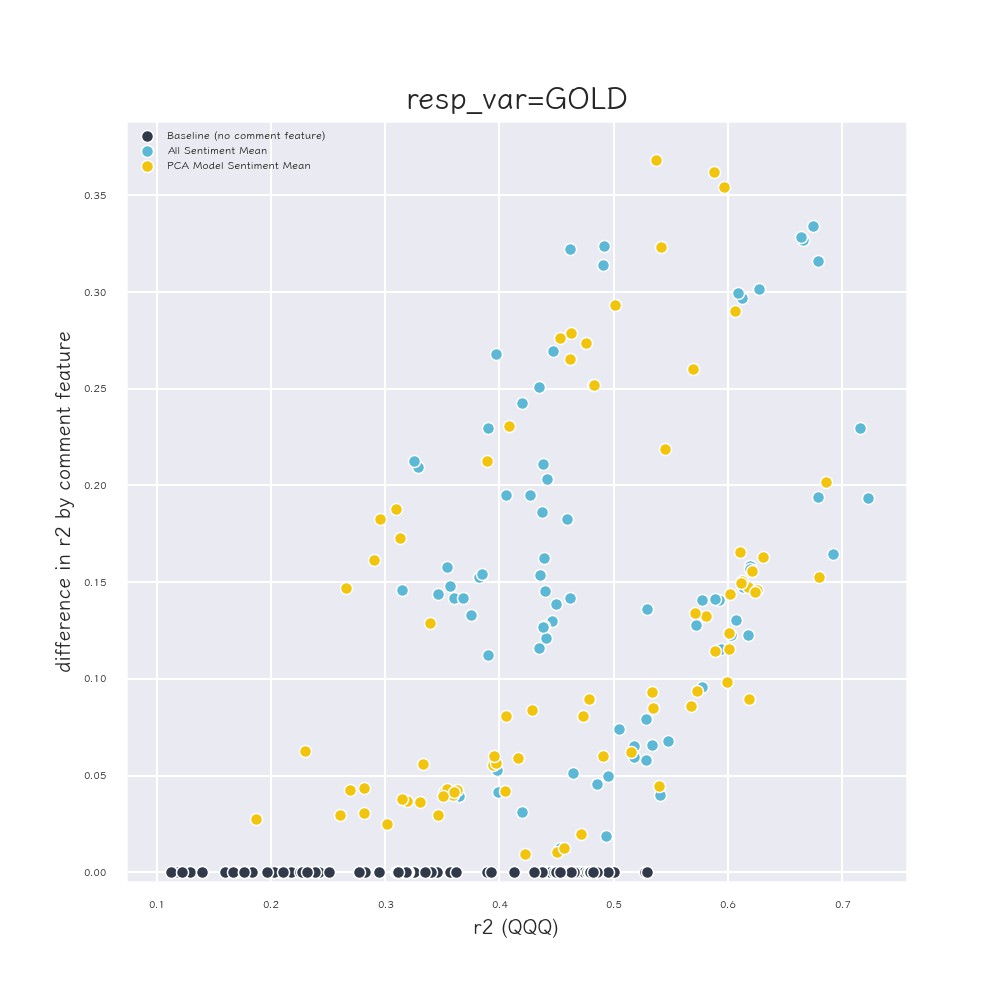 resp_var=GOLD
Baseline (no comment feature)
All Sentiment Mean
PCA Model Sentiment Mean
difference in r2 by comment feature
0.35
0.30
0.25
0.20
0.15
0.10
0.05
0.00
0.1 0.2 0.3 0.4 0.5 0.6 0.7
r2 (QQQ)